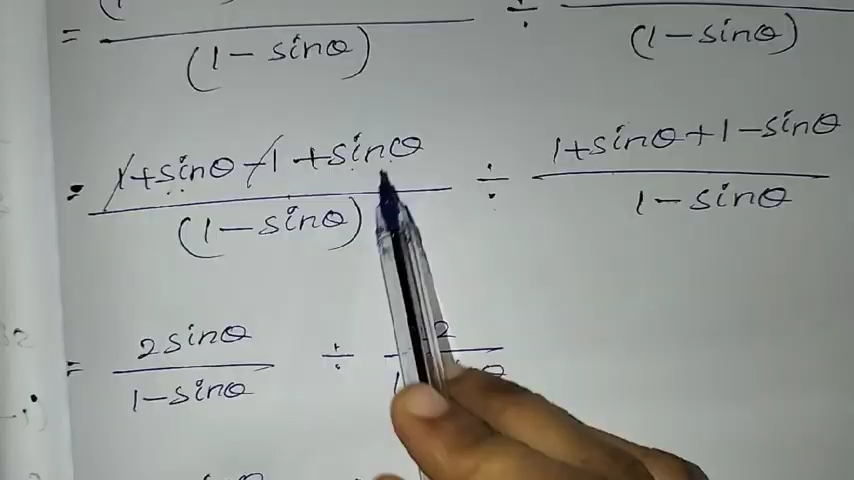 = (1 - sinθ) ÷ (1 - sinθ)
= 1 + sinθ - 1 + sinθ / (1 - sinθ) ÷ 1 + sinθ + 1 - sinθ / 1 - sinθ
= 2sinθ / 1 - sinθ ÷ 2